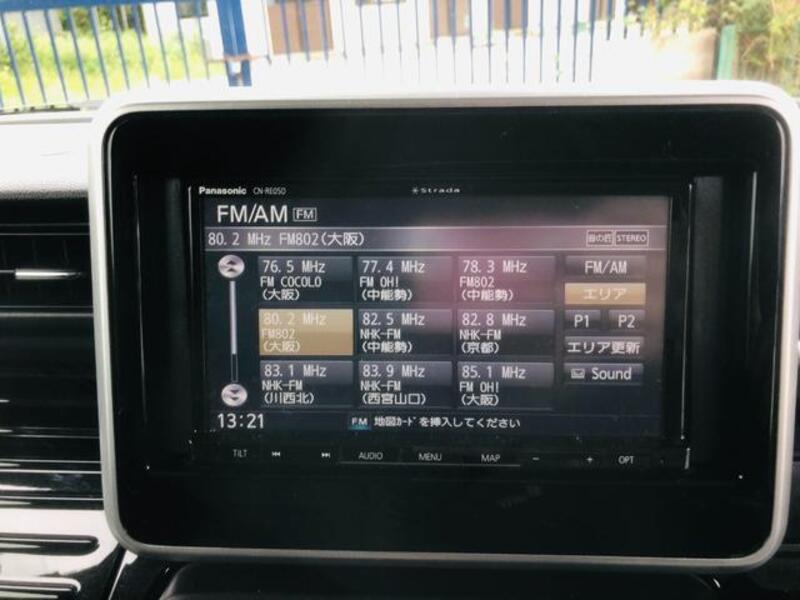 Panasonic CN-RE05D Strada
FM/AM FM
80.2 MHz FM802(大阪) 音の匠 STEREO
76.5 MHz
FM COCOLO
(大阪)
77.4 MHz
FM OH!
(中能勢)
78.3 MHz
FM802
(中能勢)
FM/AM
エリア
80.2 MHz
FM802
(大阪)
82.5 MHz
NHK-FM
(中能勢)
82.8 MHz
NHK-FM
(京都)
P1 P2
エリア更新
83.1 MHz
NHK-FM
(川西北)
83.9 MHz
NHK-FM
(西宮山口)
85.1 MHz
FM OH!
(大阪)
Sound
13:21 FM 地図カードを挿入してください
TILT AUDIO MENU MAP - + OPT